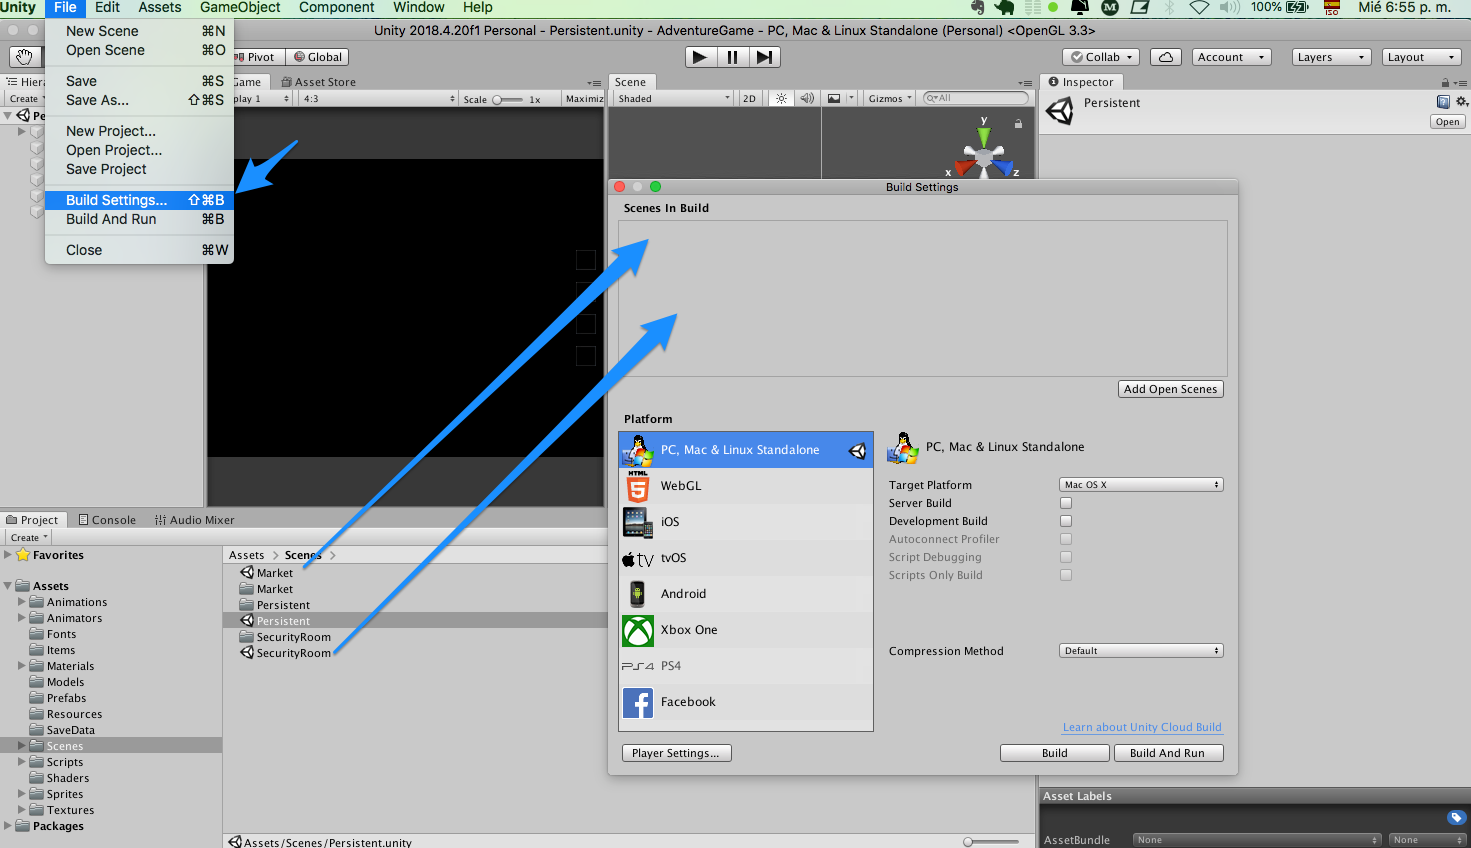 Unity File Edit Assets GameObject Component Window Help
100% ISO Mié 6:55 p. m.
Unity 2018.4.20f1 Personal - Persistent.unity - AdventureGame - PC, Mac & Linux Standalone (Personal) <OpenGL 3.3>
New Scene ⌘N
Open Scene ⌘O
Save ⌘S
Save As... ⇧⌘S
New Project...
Open Project...
Save Project
Build Settings... ⇧⌘B
Build And Run ⌘B
Close ⌘W
Pivot Global
Collab Account Layers Layout
Asset Store
4:3 Scale 1x
Create
Scene
Shaded 2D Gizmos All
y
x z
Inspector
Persistent
Open
Build Settings
Scenes In Build
Add Open Scenes
Platform
PC, Mac & Linux Standalone
WebGL
HTML
iOS
tv tvOS
Android
Xbox One
PS4 PS4
Facebook
PC, Mac & Linux Standalone
Target Platform Mac OS X
Server Build
Development Build
Autoconnect Profiler
Script Debugging
Scripts Only Build
Compression Method Default
Learn about Unity Cloud Build
Player Settings... Build Build And Run
Project Console Audio Mixer
Create
Favorites
Assets
Animations
Animators
Fonts
Items
Materials
Models
Prefabs
Resources
SaveData
Scenes
Scripts
Shaders
Sprites
Textures
Packages
Assets > Scenes >
Market
Market
Persistent
Persistent
SecurityRoom
SecurityRoom
Assets/Scenes/Persistent.unity
Asset Labels
AssetBundle None None